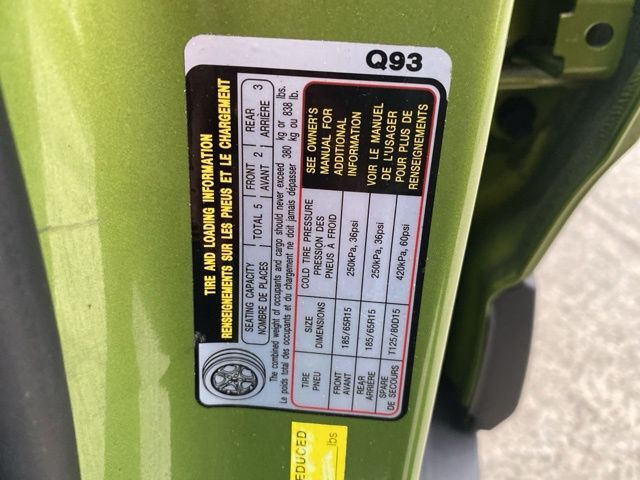 Q93
TIRE AND LOADING INFORMATION
RENSEIGNEMENTS SUR LES PNEUS ET LE CHARGEMENT
SEATING CAPACITY
NOMBRE DE PLACES
TOTAL 5
FRONT
AVANT 2
REAR
ARRIÈRE 3
The combined weight of occupants and cargo should never exceed 380 kg or 838 lbs.
Le poids total des occupants et du chargement ne doit jamais dépasser 380 kg ou 838 lb.
TIRE
PNEU
SIZE
DIMENSIONS
COLD TIRE PRESSURE
PRESSION DES
PNEUS À FROID
SEE OWNER'S
MANUAL FOR
ADDITIONAL
INFORMATION
VOIR LE MANUEL
DE L'USAGER
POUR PLUS DE
RENSEIGNEMENTS
FRONT
AVANT
185/65R15
250kPa, 36psi
REAR
ARRIÈRE
185/65R15
250kPa, 36psi
SPARE
DE SECOURS
T125/80D15
420kPa, 60psi
EDUCED
lbs